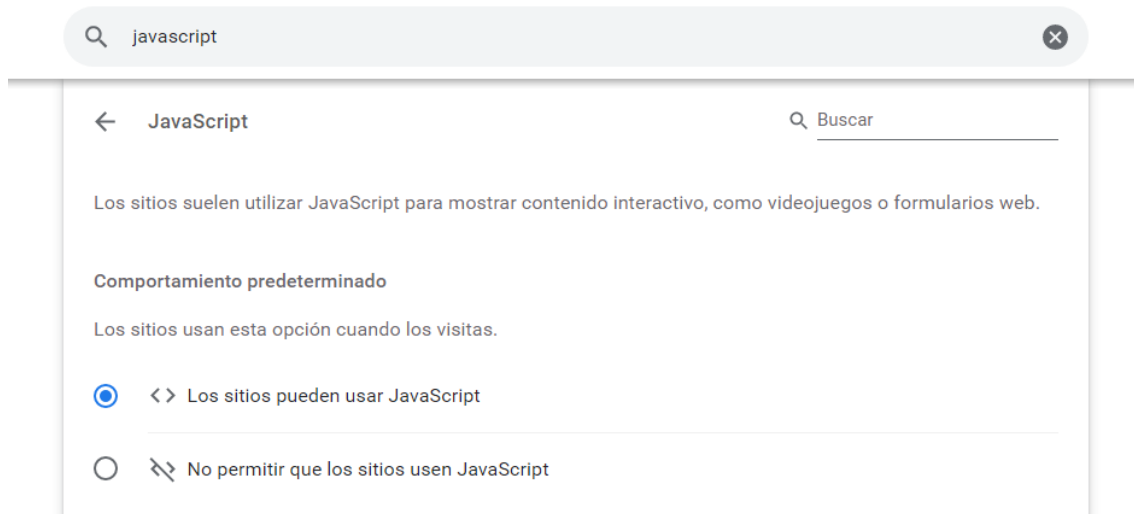 javascript
JavaScript
Buscar
Los sitios suelen utilizar JavaScript para mostrar contenido interactivo, como videojuegos o formularios web.
Comportamiento predeterminado
Los sitios usan esta opción cuando los visitas.
Los sitios pueden usar JavaScript
No permitir que los sitios usen JavaScript